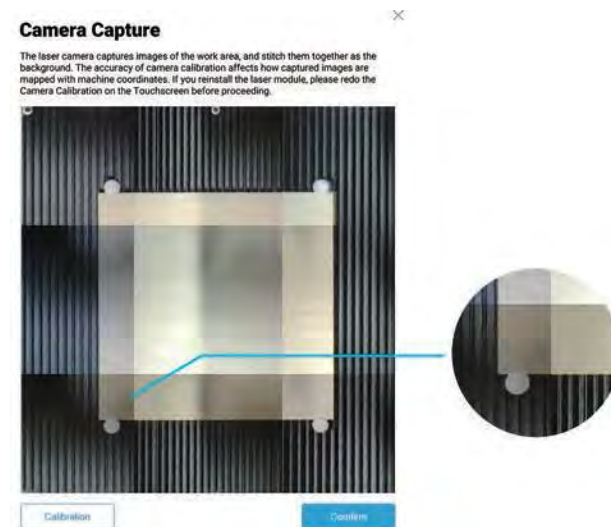 Camera Capture
The laser camera captures images of the work area, and stitch them together as the
background. The accuracy of camera calibration affects how captured images are
mapped with machine coordinates. If you reinstall the laser module, please redo the
Camera Calibration on the Touchscreen before proceeding.
Calibration
Confirm